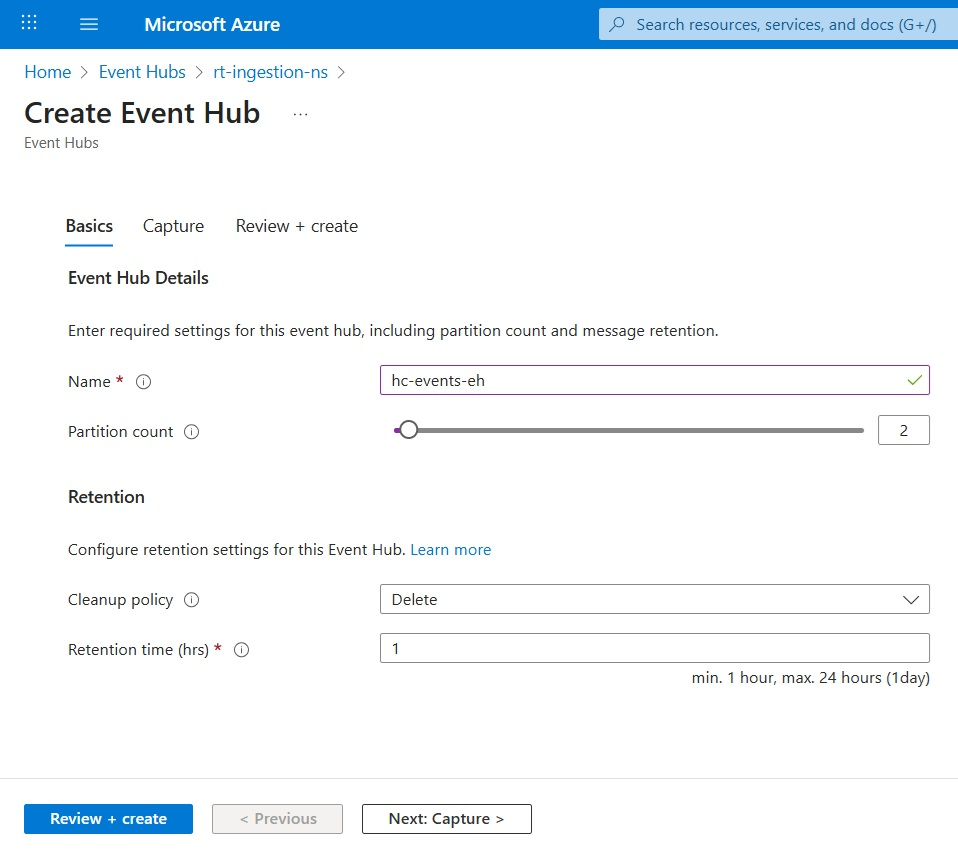 Microsoft Azure
Search resources, services, and docs (G+/)
Home > Event Hubs > rt-ingestion-ns >
Create Event Hub ...
Event Hubs
Basics Capture Review + create
Event Hub Details
Enter required settings for this event hub, including partition count and message retention.
Name * hc-events-eh
Partition count 2
Retention
Configure retention settings for this Event Hub. Learn more
Cleanup policy Delete
Retention time (hrs) * 1
min. 1 hour, max. 24 hours (1day)
Review + create < Previous Next: Capture >